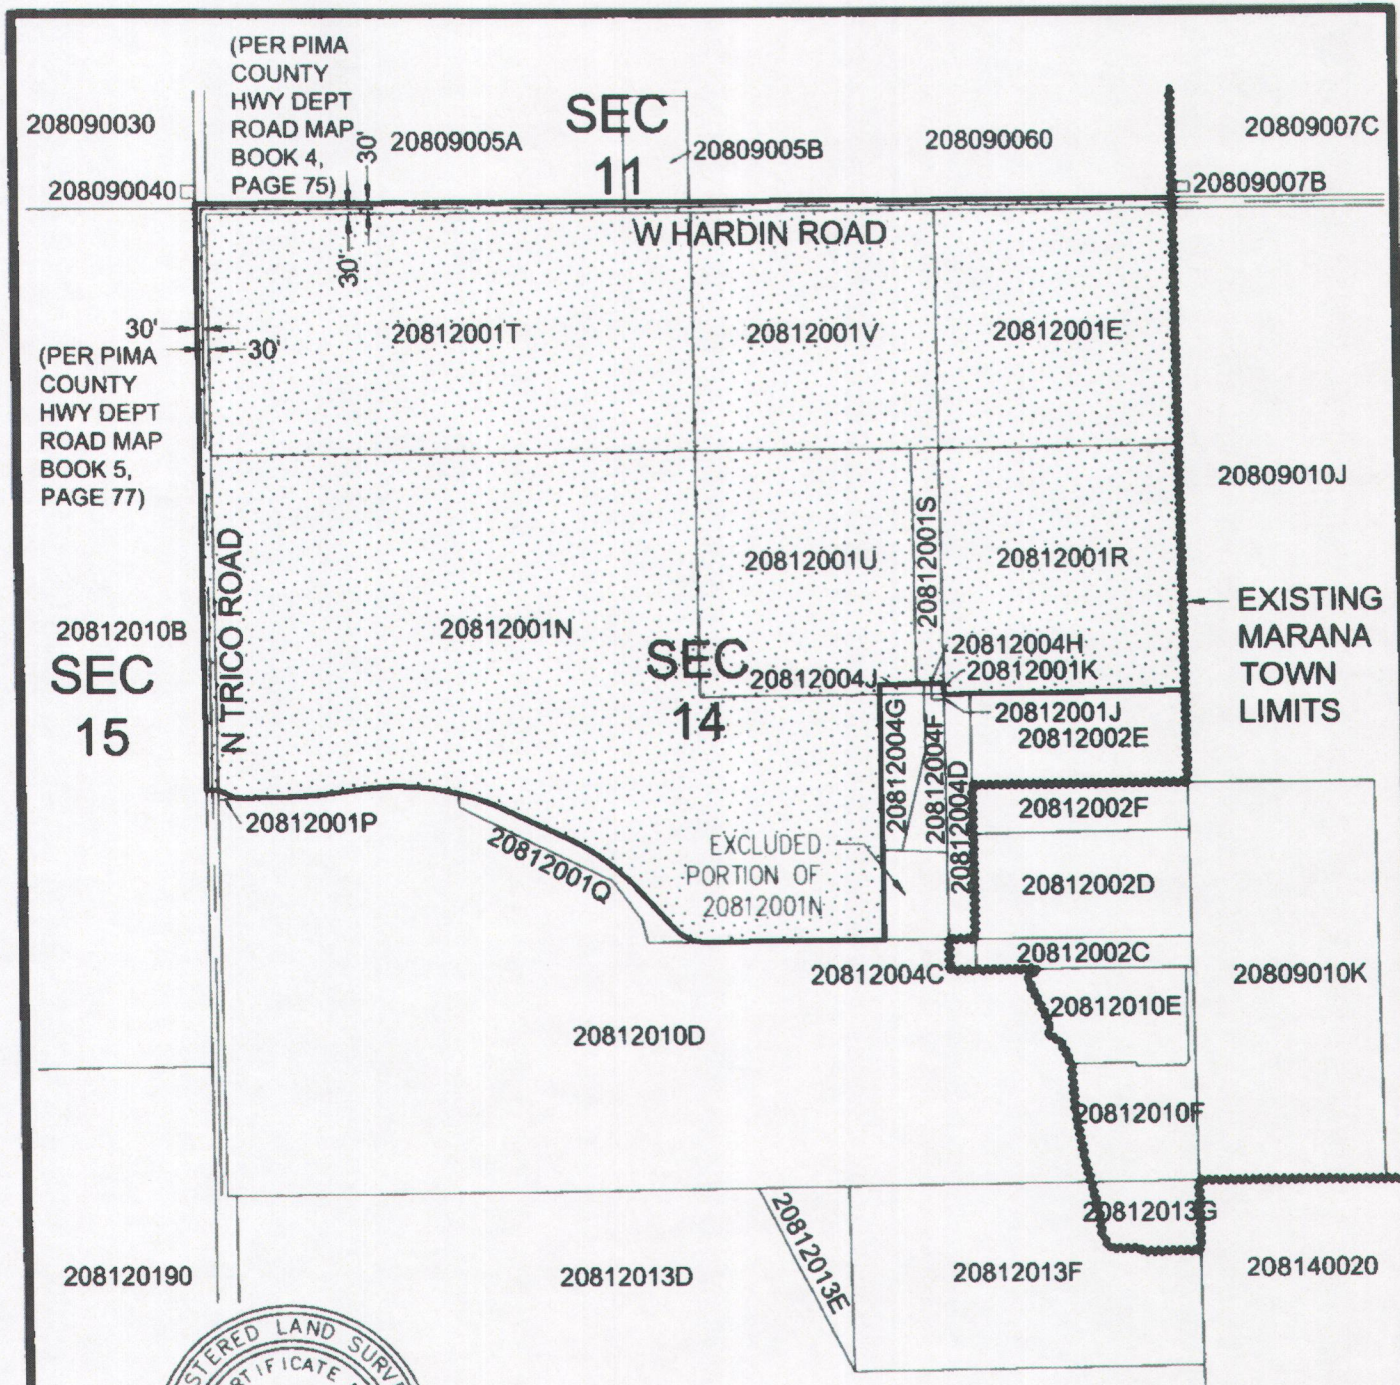 (PER PIMA
COUNTY
HWY DEPT
ROAD MAP
BOOK 4,
PAGE 75)
30'
30'
SEC
11
208090030
20809005A
20809005B
208090060
20809007C
208090040
20809007B
W HARDIN ROAD
30'
30'
(PER PIMA
COUNTY
HWY DEPT
ROAD MAP
BOOK 5,
PAGE 77)
20812001T
20812001V
20812001E
20809010J
N TRICO ROAD
20812001U
20812001S
20812001R
EXISTING
MARANA
TOWN
LIMITS
20812010B
SEC
15
20812001N
SEC
14
20812004H
20812004J
20812001K
20812001J
20812002E
20812004G
20812004F
20812004D
20812002F
20812001P
20812001Q
EXCLUDED
PORTION OF
20812001N
20812002D
20812002C
20812004C
20809010K
20812010E
20812010D
20812010F
20812013G
208120190
20812013D
20812013E
20812013F
208140020
STERED LAND SURVE
RTIFICATE